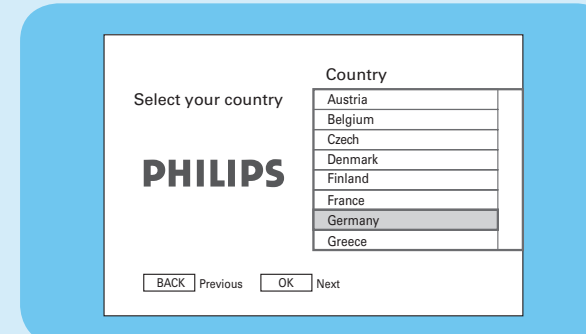 Country
Select your country
Austria
Belgium
Czech
Denmark
Finland
France
Germany
Greece
PHILIPS
BACK Previous OK Next